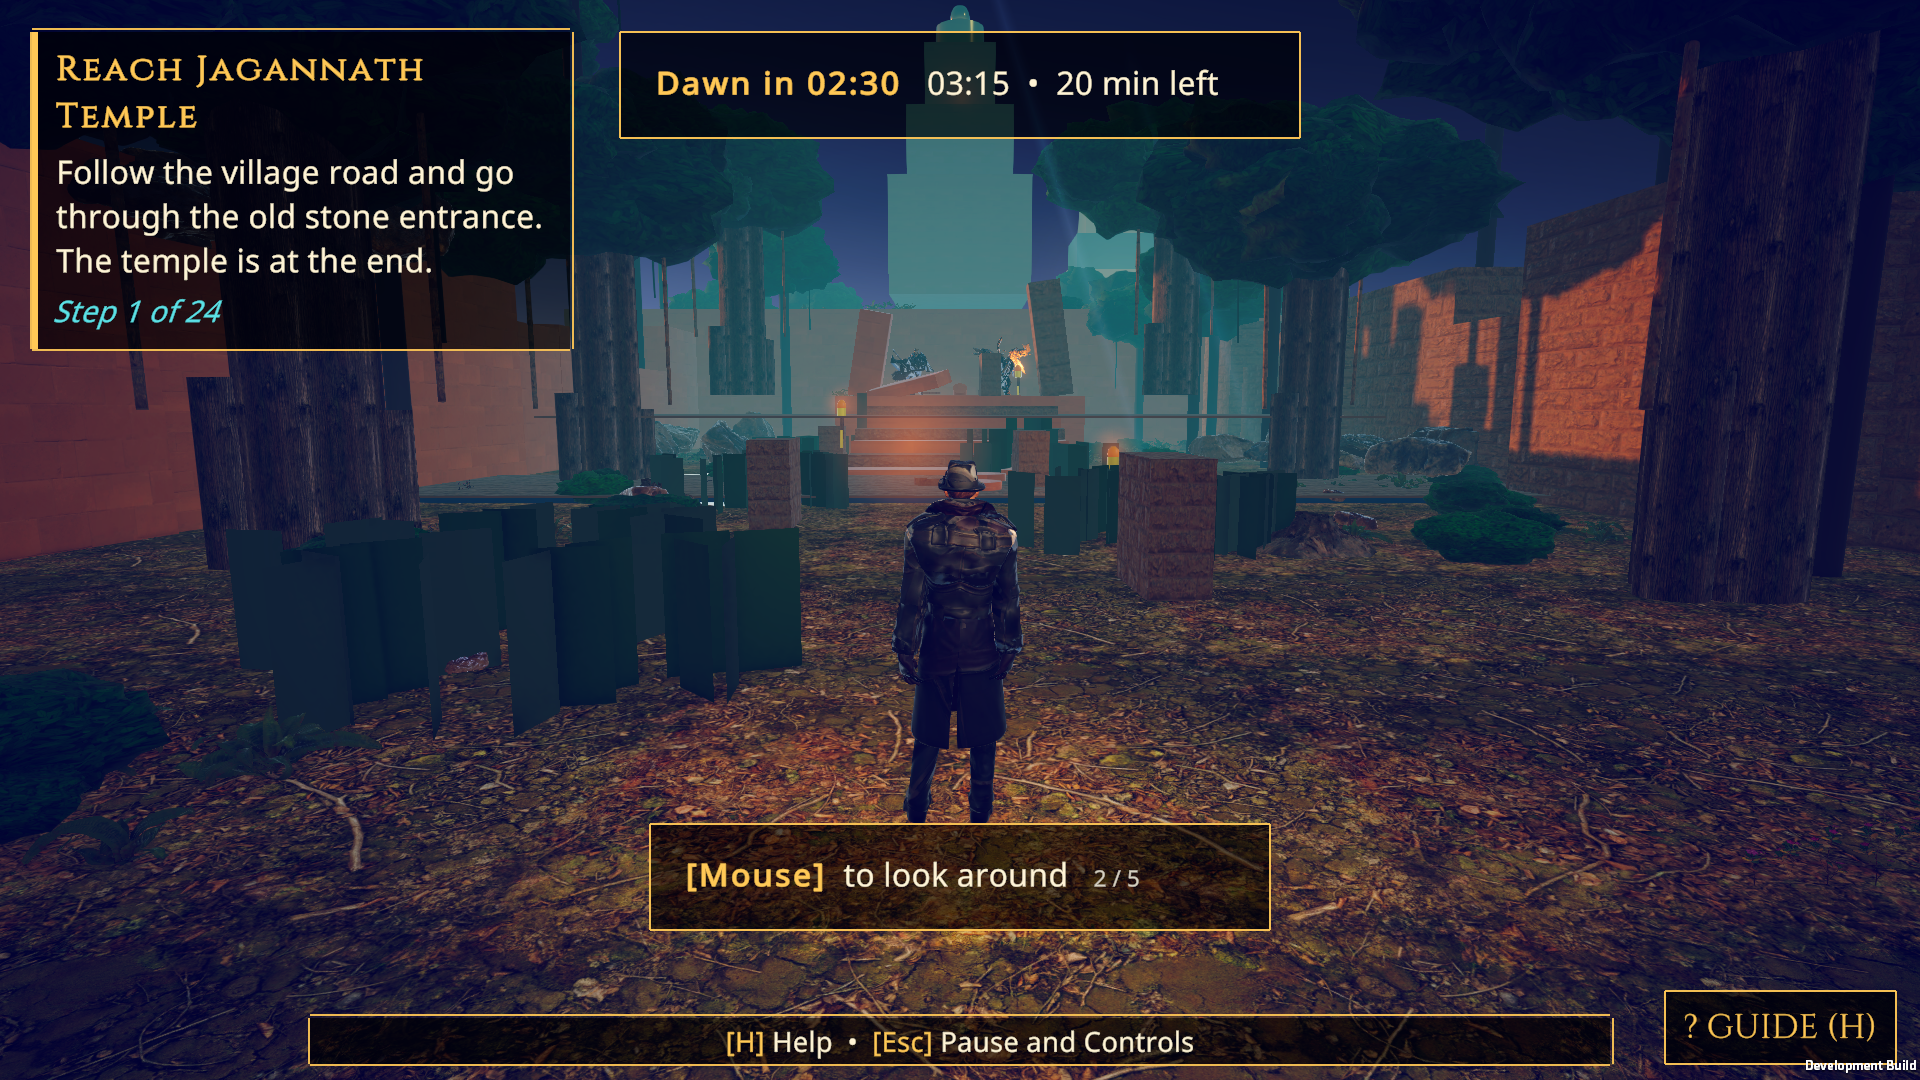 Reach Jagannath
Temple
Follow the village road and go
through the old stone entrance.
The temple is at the end.
Step 1 of 24
Dawn in 02:30 03:15 • 20 min left
[Mouse] to look around 2 / 5
[H] Help • [Esc] Pause and Controls
? GUIDE (H)
Development Build